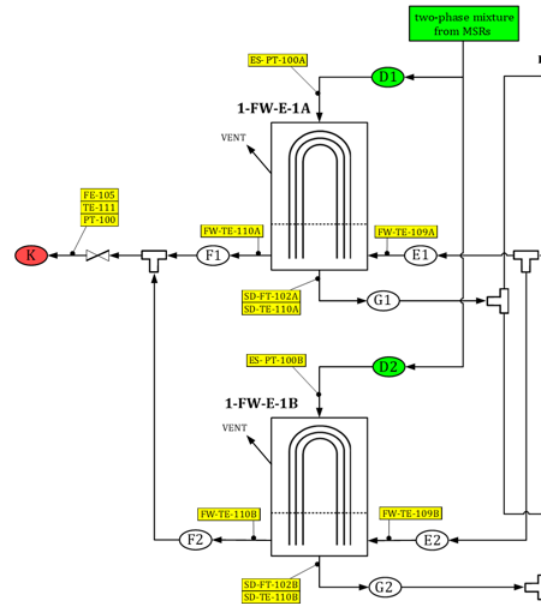 two-phase mixture
from MSRs
ES- PT-100A
D1
1-FW-E-1A
VENT
FE-105
TE-111
PT-100
FW-TE-110A
FW-TE-109A
K
F1
E1
SD-FT-102A
SD-TE-110A
G1
ES- PT-100B
D2
1-FW-E-1B
VENT
FW-TE-110B
FW-TE-109B
F2
E2
SD-FT-102B
SD-TE-110B
G2